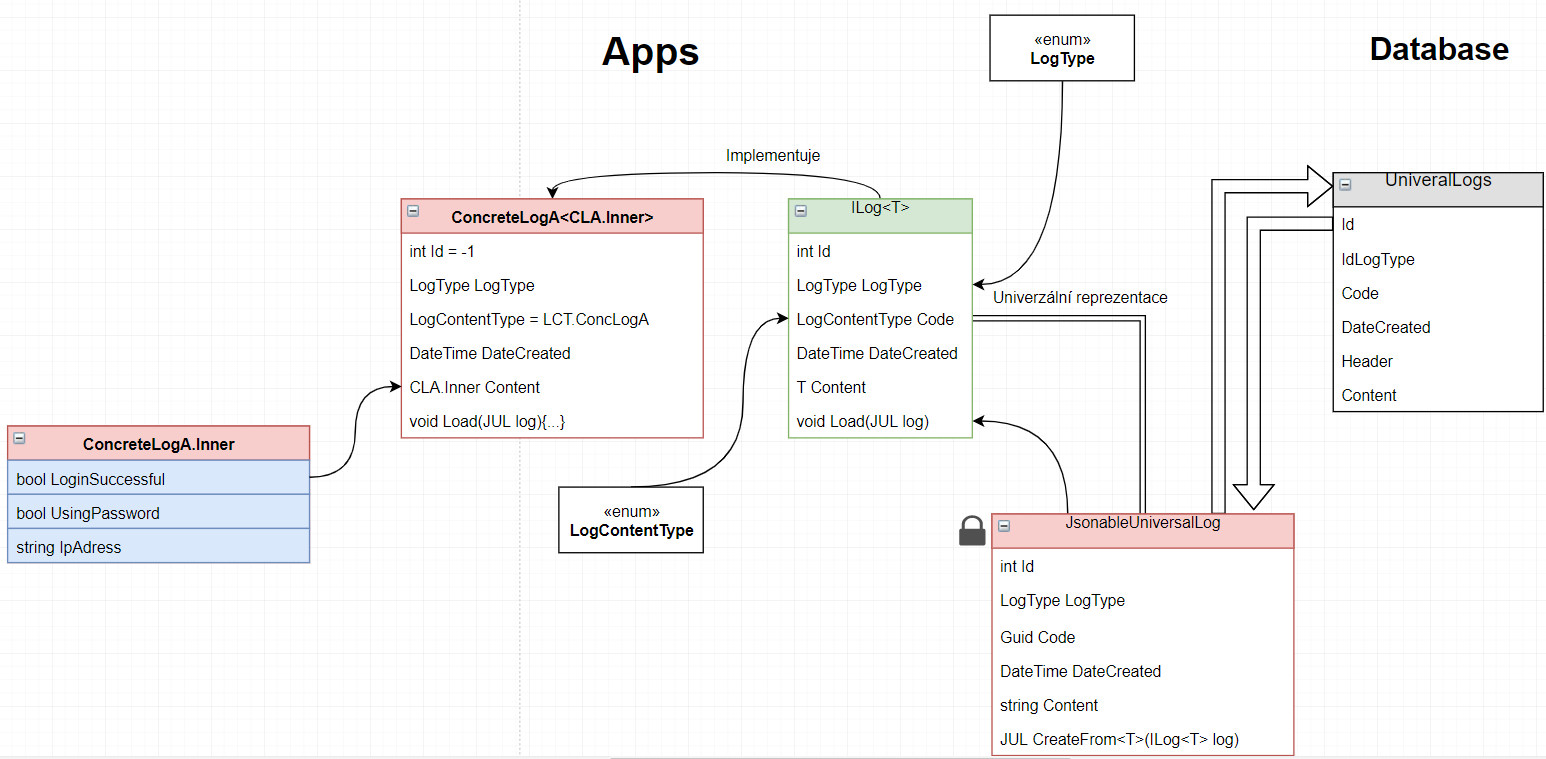 Apps
Database
«enum»
LogType
Implementuje
ConcreteLogA<CLA.Inner>
int Id = -1
LogType LogType
LogContentType = LCT.ConcLogA
DateTime DateCreated
CLA.Inner Content
void Load(JUL log){...}
ILog<T>
int Id
LogType LogType
LogContentType Code
DateTime DateCreated
T Content
void Load(JUL log)
Univerzální reprezentace
UniveralLogs
Id
IdLogType
Code
DateCreated
Header
Content
ConcreteLogA.Inner
bool LoginSuccessful
bool UsingPassword
string IpAdress
«enum»
LogContentType
JsonableUniversalLog
int Id
LogType LogType
Guid Code
DateTime DateCreated
string Content
JUL CreateFrom<T>(ILog<T> log)